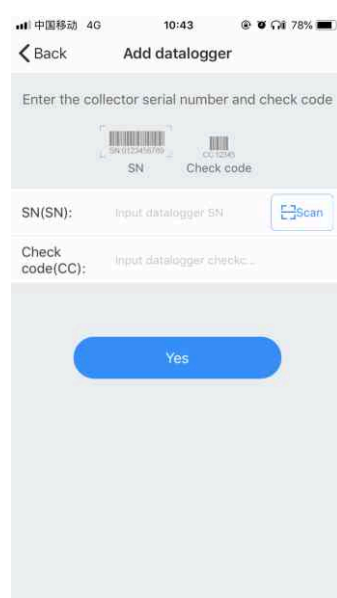 中国移动 4G 10:43 78%
Back Add datalogger
Enter the collector serial number and check code
SN:0123456789 CC:12345
SN Check code
SN(SN): Input datalogger SN Scan
Check
code(CC): Input datalogger checkc...
Yes